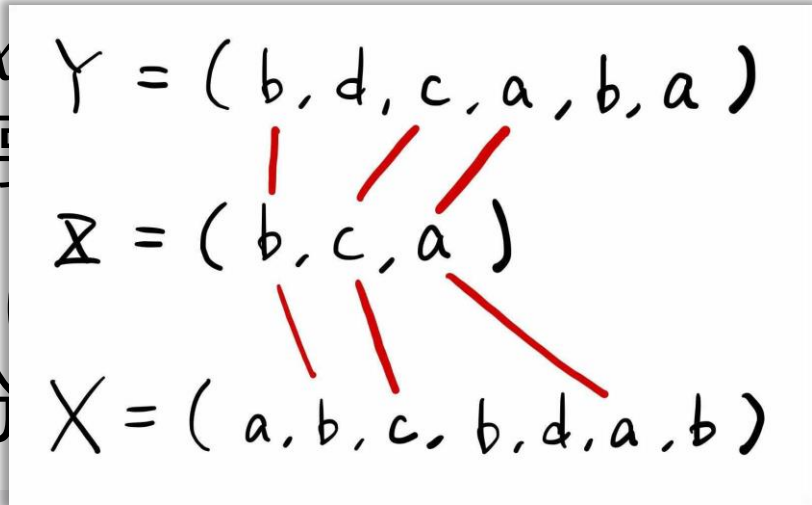 Y = ( b, d, c, a, b, a )
Z = ( b, c, a )
X = ( a, b, c, b, d, a, b )